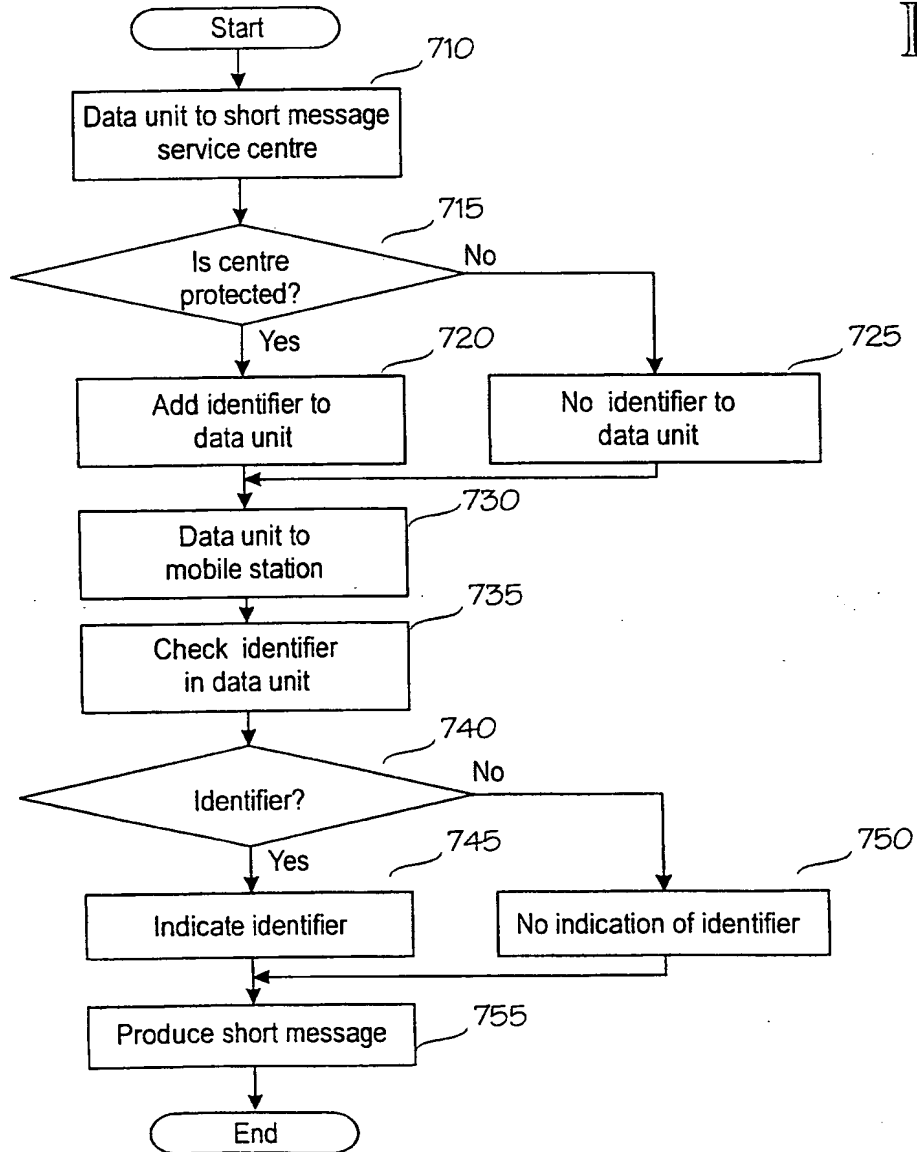 Start
710
Data unit to short message
service centre
715
Is centre
protected?
No
Yes
720
725
Add identifier to
data unit
No identifier to
data unit
730
Data unit to
mobile station
735
Check identifier
in data unit
740
Identifier?
No
Yes
745
750
Indicate identifier
No indication of identifier
755
Produce short message
End